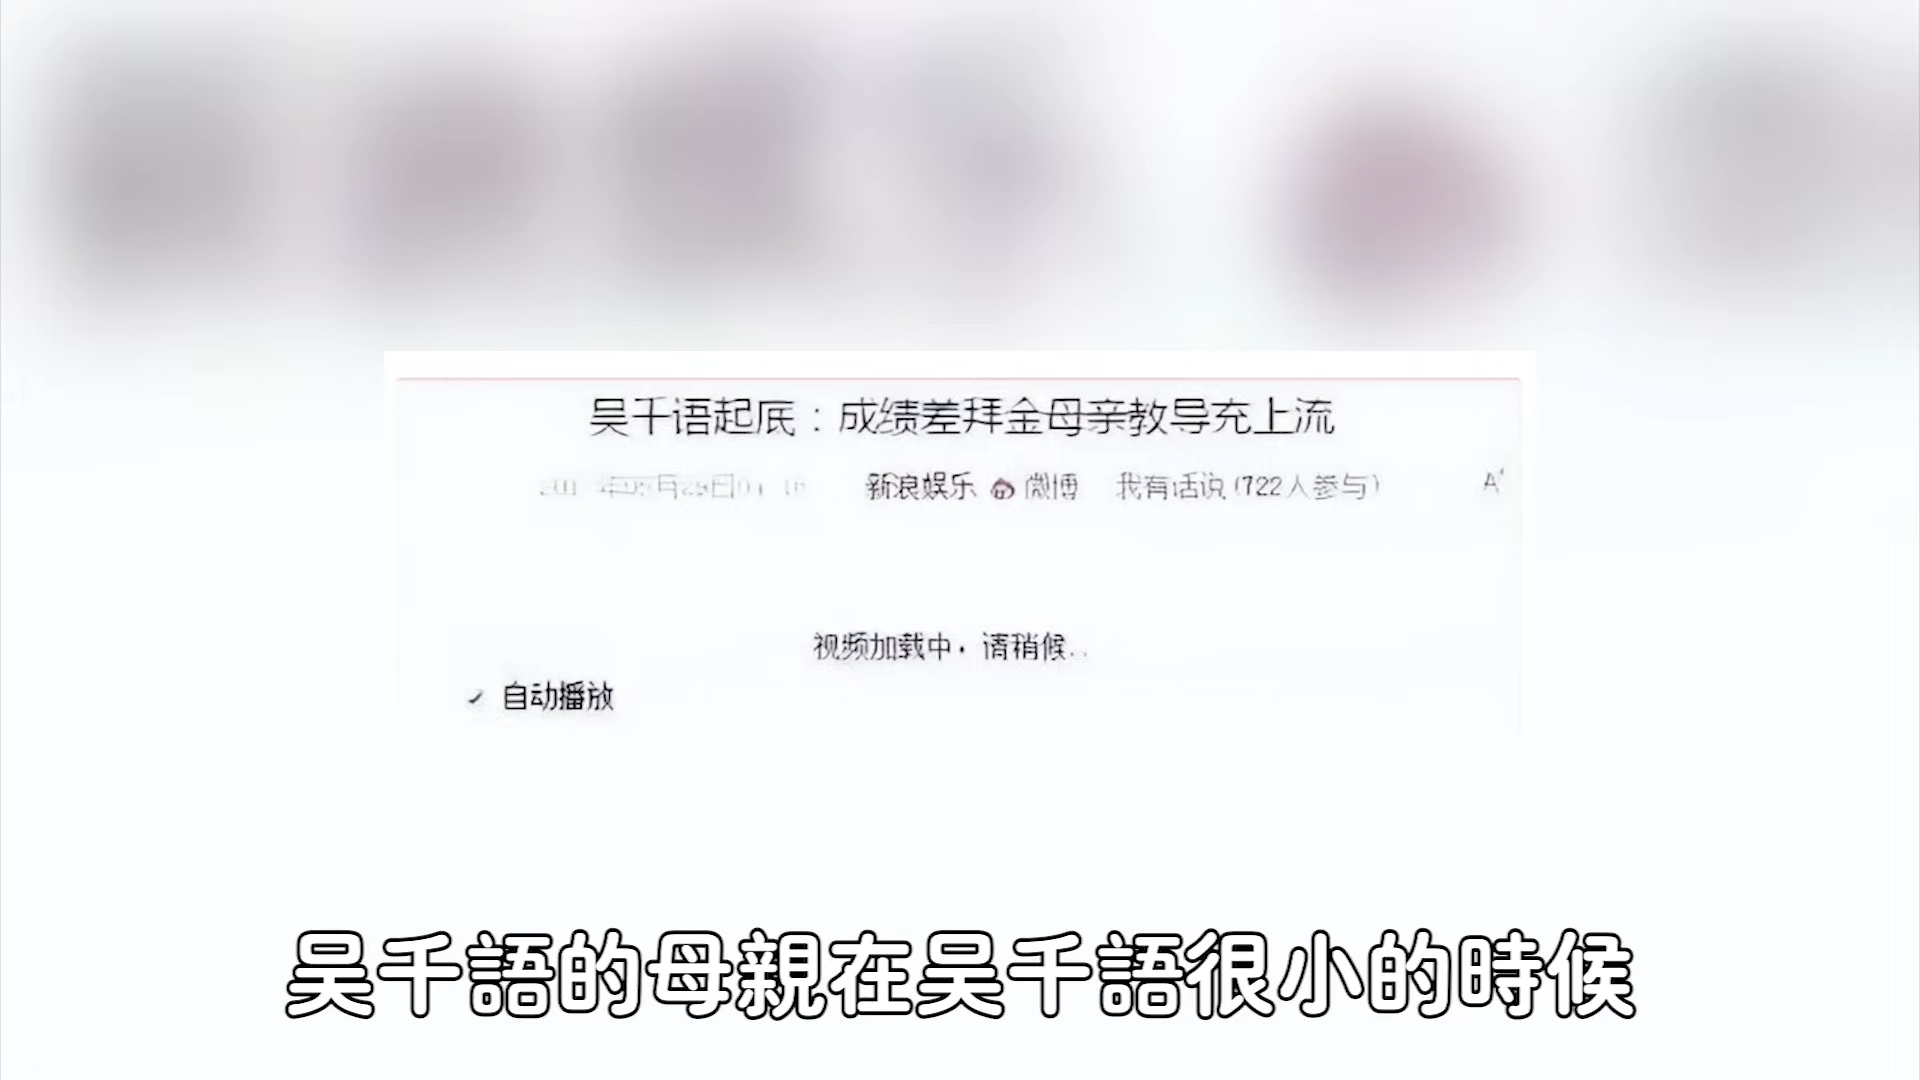 吴千语起底：成绩差拜金母亲教导充上流
新浪娱乐 微博 我有话说(722人参与)
视频加载中，请稍候..
自动播放
吴千語的母親在吴千語很小的時候